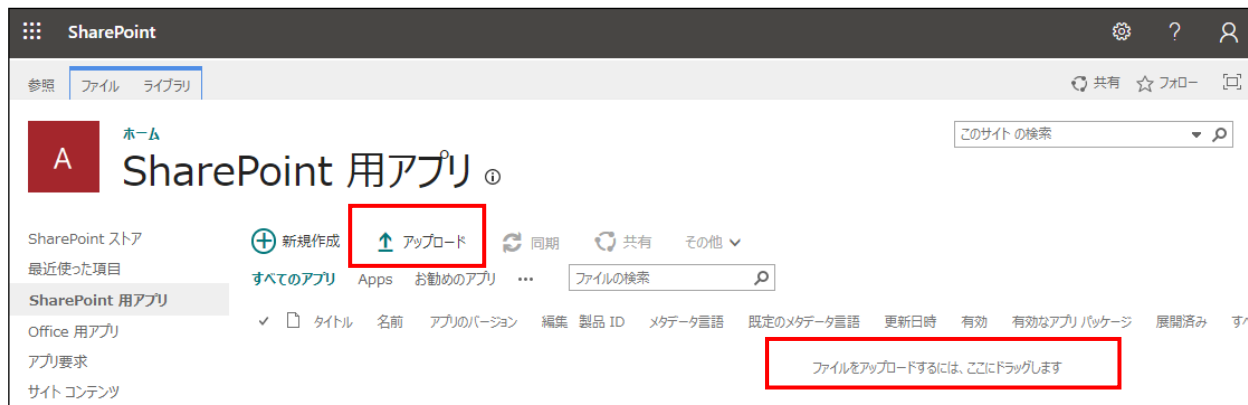 SharePoint
?
参照 ファイル ライブラリ 共有 フォロー
A
ホーム
SharePoint 用アプリ
このサイト の検索
SharePoint ストア
最近使った項目
SharePoint 用アプリ
Office 用アプリ
アプリ要求
サイト コンテンツ
新規作成 アップロード 同期 共有 その他
すべてのアプリ Apps お勧めのアプリ ••• ファイルの検索
タイトル 名前 アプリのバージョン 編集 製品 ID メタデータ言語 既定のメタデータ言語 更新日時 有効 有効なアプリ パッケージ 展開済み すべ
ファイルをアップロードするには、ここにドラッグします